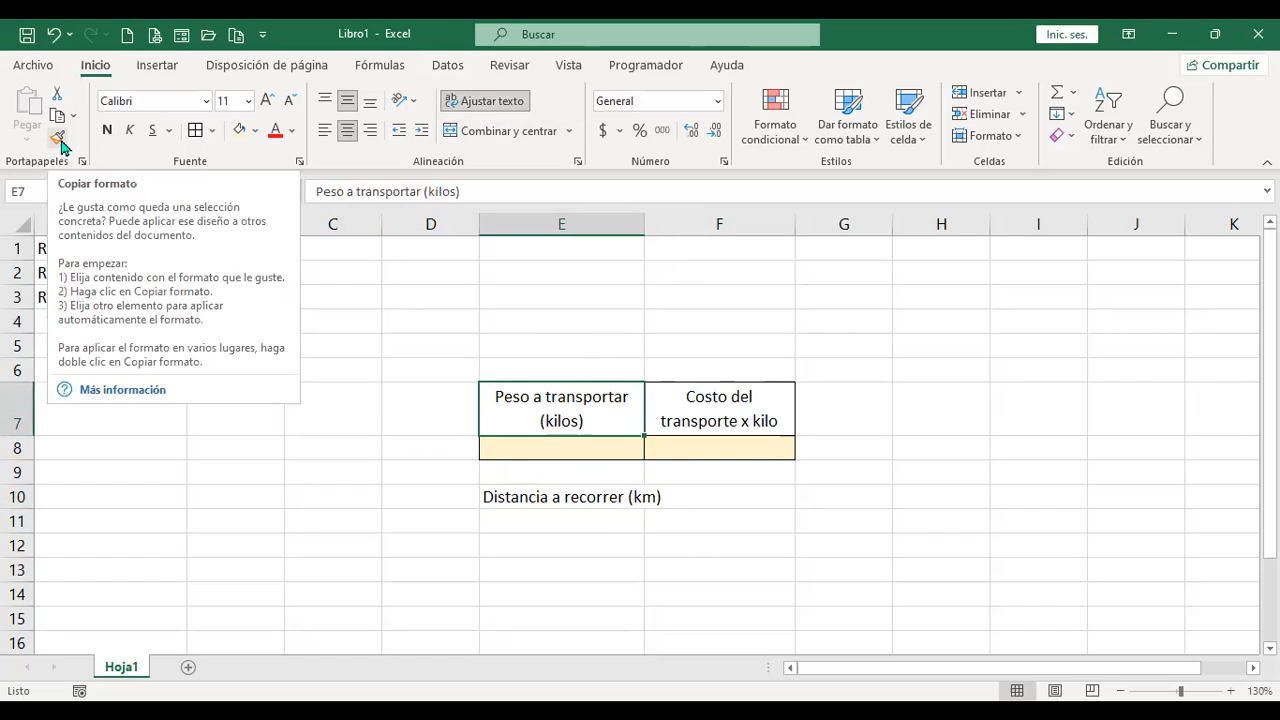 Libro1 - Excel
Buscar
Inic. ses.
Archivo
Inicio
Insertar
Disposición de página
Fórmulas
Datos
Revisar
Vista
Programador
Ayuda
Compartir
Pegar
Portapapeles
Calibri
11
N K S
Fuente
Ajustar texto
Combinar y centrar
Alineación
General
$ % 000
Número
Formato
condicional
Dar formato
como tabla
Estilos de
celda
Estilos
Insertar
Eliminar
Formato
Celdas
Ordenar y
filtrar
Buscar y
seleccionar
Edición
E7
Peso a transportar (kilos)
Copiar formato
¿Le gusta como queda una selección
concreta? Puede aplicar ese diseño a otros
contenidos del documento.
Para empezar:
1) Elija contenido con el formato que le guste.
2) Haga clic en Copiar formato.
3) Elija otro elemento para aplicar
automáticamente el formato.
Para aplicar el formato en varios lugares, haga
doble clic en Copiar formato.
Más información
C D E F G H I J K
1 R
2 R
3 R
4
5
6
7
Peso a transportar
(kilos)
Costo del
transporte x kilo
8
9
10 Distancia a recorrer (km)
11
12
13
14
15
16
Hoja1
Listo
130%